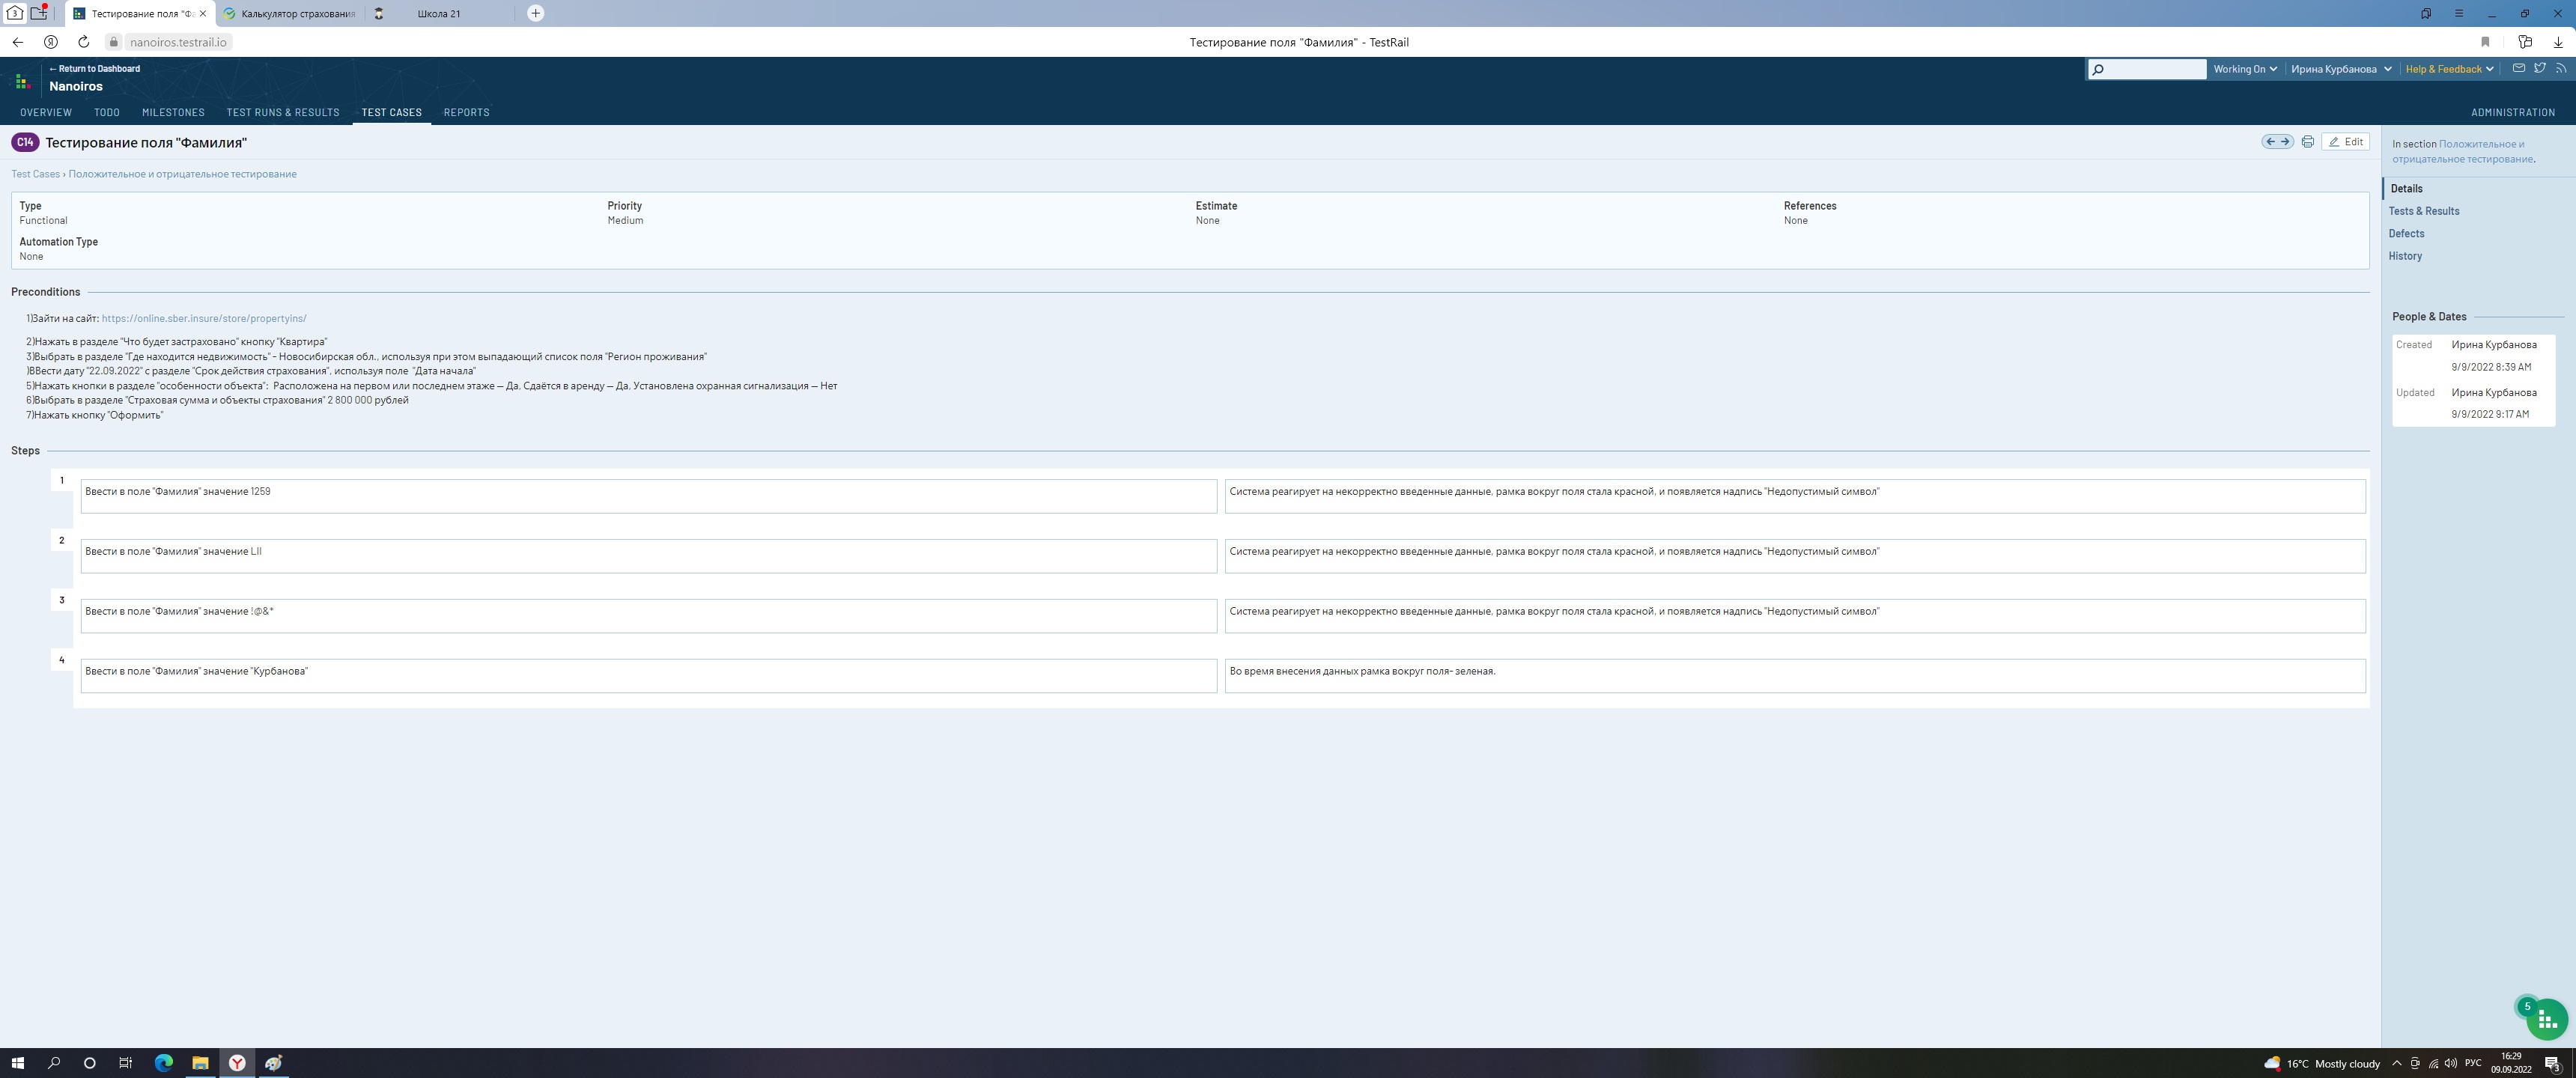 3
Тестирование поля "Фа
Калькулятор страхования
Школа 21
nanoiros.testrail.io
Тестирование поля "Фамилия" - TestRail
← Return to Dashboard
Nanoiros
Working On
Ирина Курбанова
Help & Feedback
OVERVIEW
TODO
MILESTONES
TEST RUNS & RESULTS
TEST CASES
REPORTS
ADMINISTRATION
C14
Тестирование поля "Фамилия"
Edit
Test Cases › Положительное и отрицательное тестирование
Type
Functional
Priority
Medium
Estimate
None
References
None
Automation Type
None
Preconditions
1)Зайти на сайт: https://online.sber.insure/store/propertyins/
2)Нажать в разделе "Что будет застраховано" кнопку "Квартира"
3)Выбрать в разделе "Где находится недвижимость" - Новосибирская обл., используя при этом выпадающий список поля "Регион проживания"
)ВВести дату "22.09.2022" с разделе "Срок действия страхования", используя поле "Дата начала"
5)Нажать кнопки в разделе "особенности объекта": Расположена на первом или последнем этаже — Да, Сдаётся в аренду — Да, Установлена охранная сигнализация — Нет
6)Выбрать в разделе "Страховая сумма и объекты страхования" 2 800 000 рублей
7)Нажать кнопку "Оформить"
Steps
1
Ввести в поле "Фамилия" значение 1259
Система реагирует на некорректно введенные данные, рамка вокруг поля стала красной, и появляется надпись "Недопустимый символ"
2
Ввести в поле "Фамилия" значение LII
Система реагирует на некорректно введенные данные, рамка вокруг поля стала красной, и появляется надпись "Недопустимый символ"
3
Ввести в поле "Фамилия" значение !@&*
Система реагирует на некорректно введенные данные, рамка вокруг поля стала красной, и появляется надпись "Недопустимый символ"
4
Ввести в поле "Фамилия" значение "Курбанова"
Во время внесения данных рамка вокруг поля- зеленая.
In section Положительное и
отрицательное тестирование.
Details
Tests & Results
Defects
History
People & Dates
Created
Ирина Курбанова
9/9/2022 8:39 AM
Updated
Ирина Курбанова
9/9/2022 9:17 AM
5
16°C Mostly cloudy
РУС
16:29
09.09.2022
3